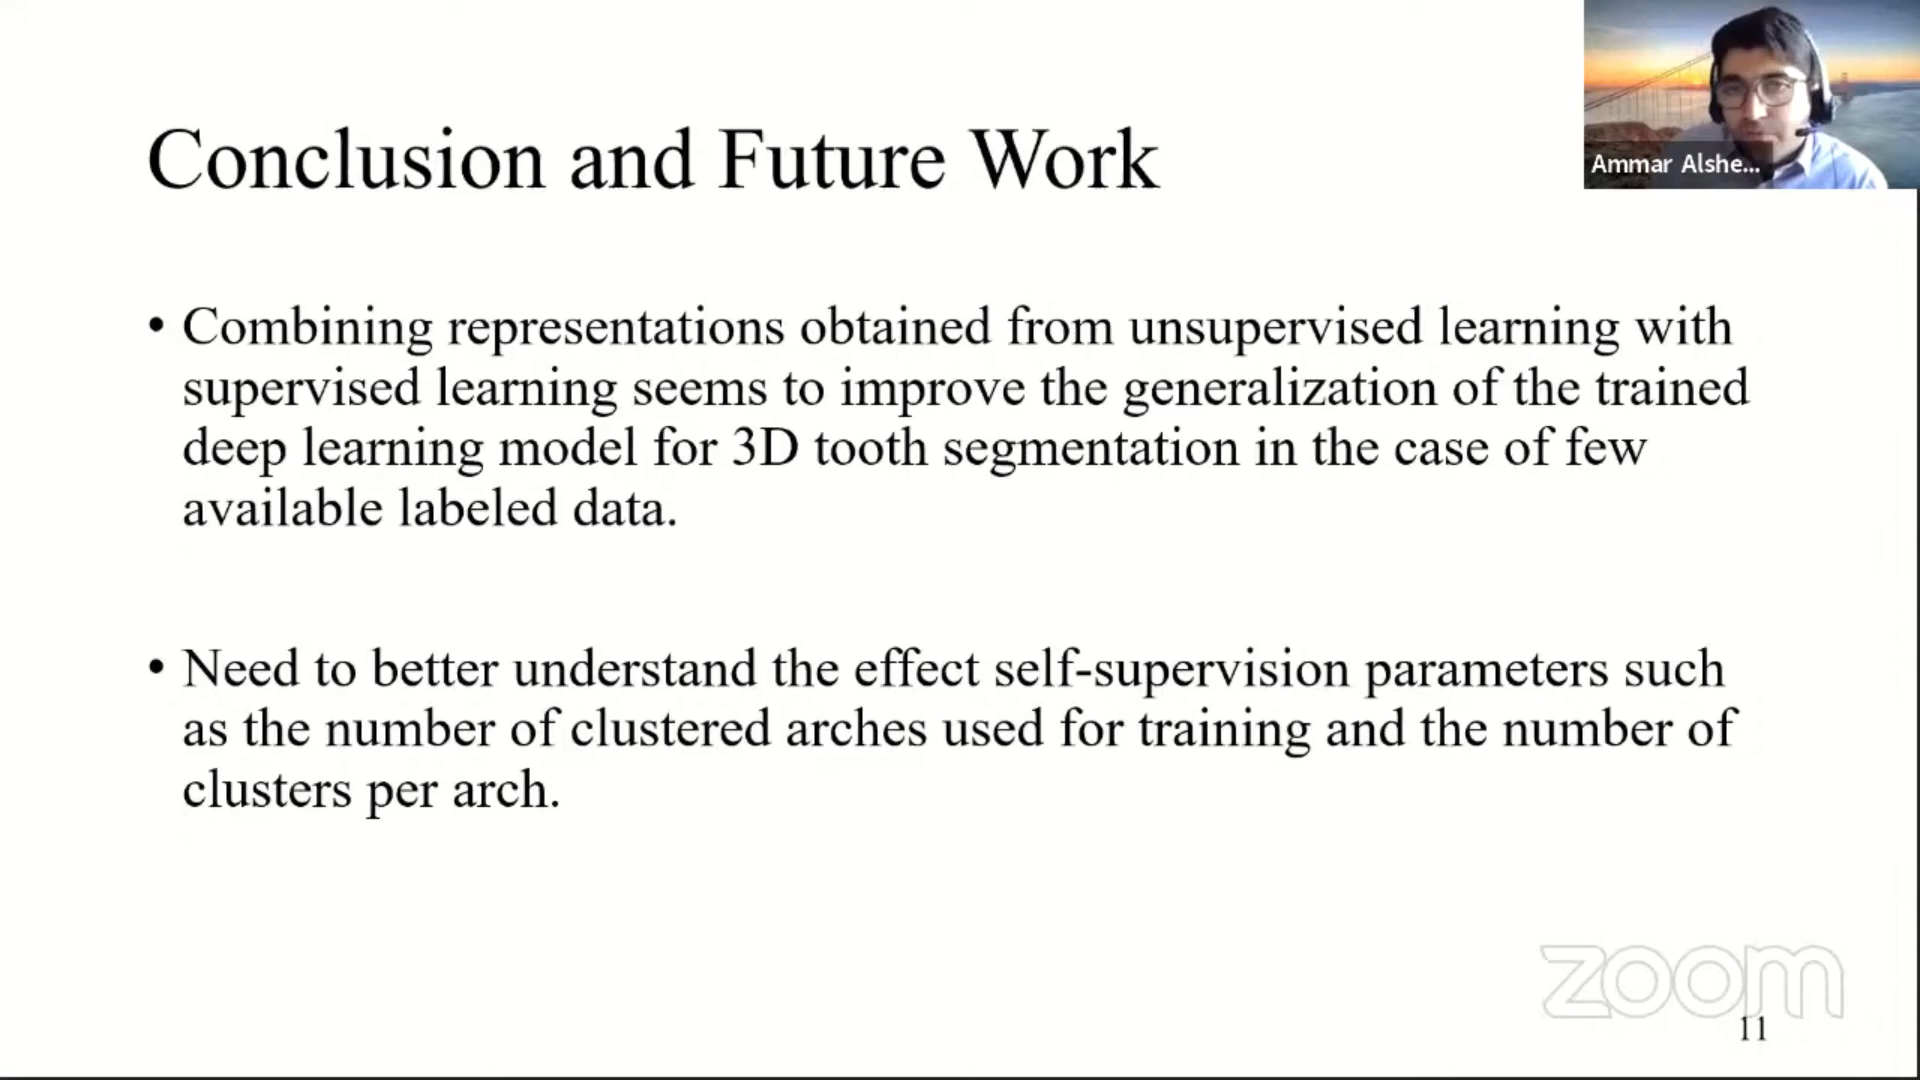 Ammar Alshe...
Conclusion and Future Work
• Combining representations obtained from unsupervised learning with
supervised learning seems to improve the generalization of the trained
deep learning model for 3D tooth segmentation in the case of few
available labeled data.
• Need to better understand the effect self-supervision parameters such
as the number of clustered arches used for training and the number of
clusters per arch.
zoom
11